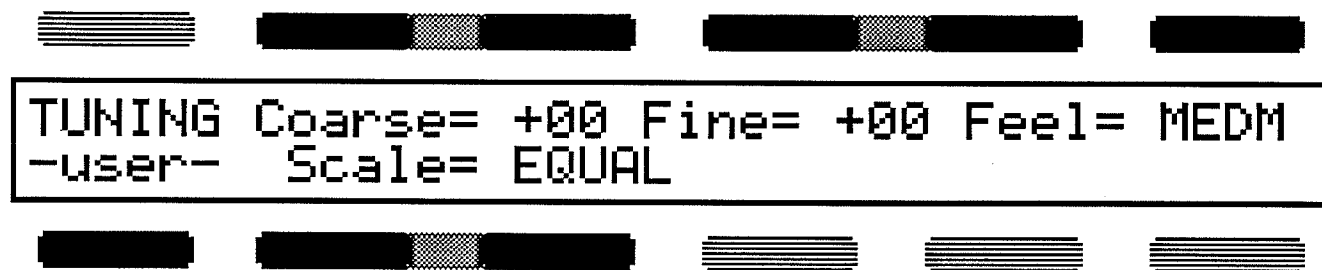 TUNING Coarse= +00 Fine= +00 Feel= MEDM
-user- Scale= EQUAL